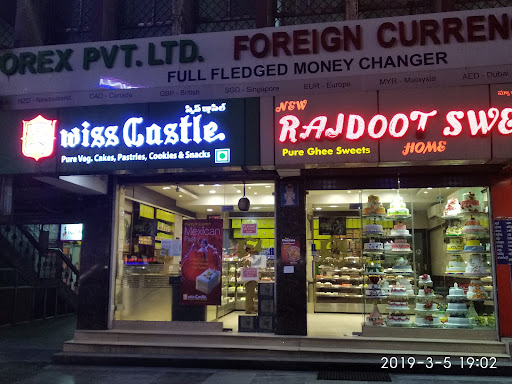 OREX PVT. LTD. FOREIGN CURREN
FULL FLEDGED MONEY CHANGER
NZD - Newzealand CAD - Canada GBP - British SGD - Singapore EUR - Europe MYR - Malaysia AED - Dubai
స్విస్ కాసెల్
Swiss Castle.
Pure Veg. Cakes, Pastries, Cookies & Snacks
NEW
RAJDOOT SWE
Pure Ghee Sweets
HOME
Mexican
2019-3-5 19:02